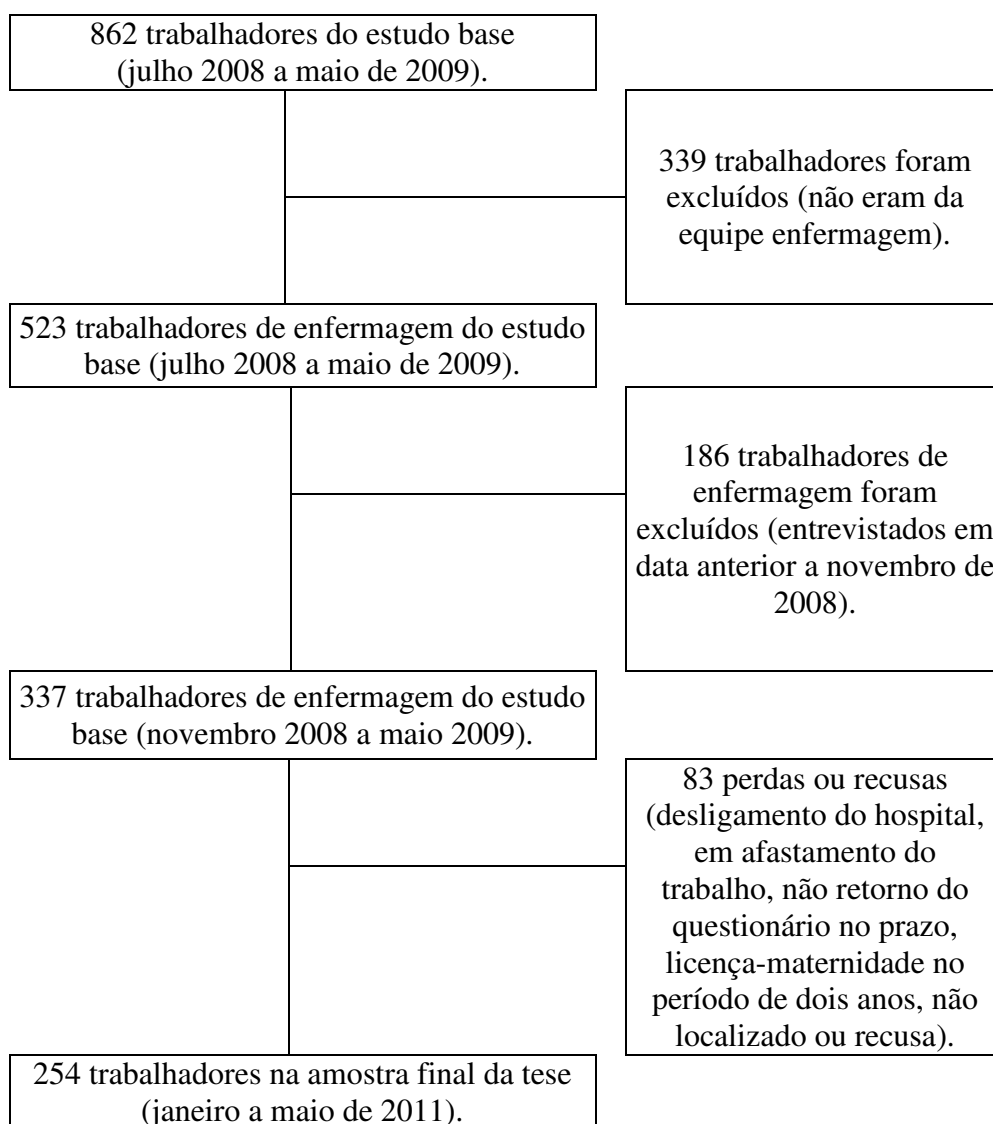 862 trabalhadores do estudo base
(julho 2008 a maio de 2009).
339 trabalhadores foram
excluídos (não eram da
equipe enfermagem).
523 trabalhadores de enfermagem do estudo
base (julho 2008 a maio de 2009).
186 trabalhadores de
enfermagem foram
excluídos (entrevistados em
data anterior a novembro de
2008).
337 trabalhadores de enfermagem do estudo
base (novembro 2008 a maio 2009).
83 perdas ou recusas
(desligamento do hospital,
em afastamento do
trabalho, não retorno do
questionário no prazo,
licença-maternidade no
período de dois anos, não
localizado ou recusa).
254 trabalhadores na amostra final da tese
(janeiro a maio de 2011).